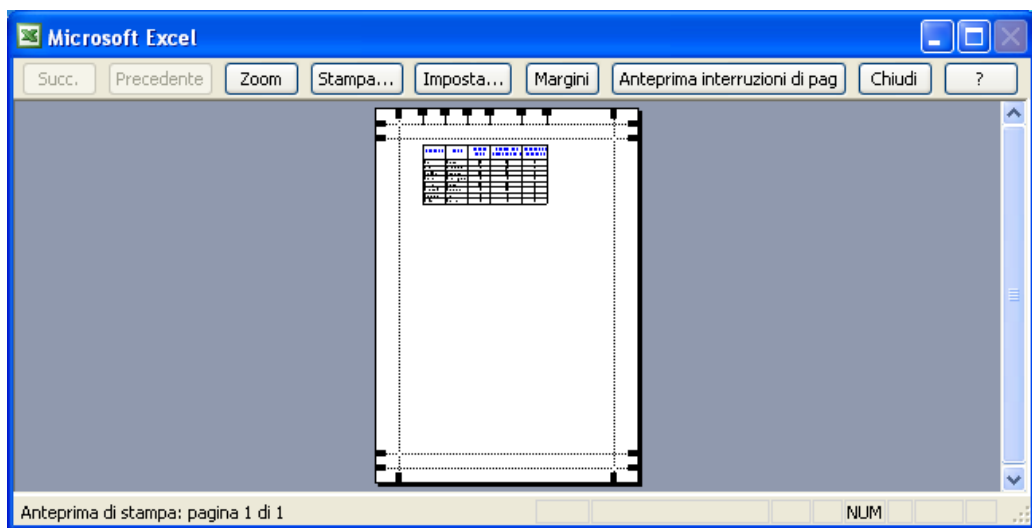 Microsoft Excel
Succ. Precedente Zoom Stampa... Imposta... Margini Anteprima interruzioni di pag Chiudi ?
Anteprima di stampa: pagina 1 di 1 NUM